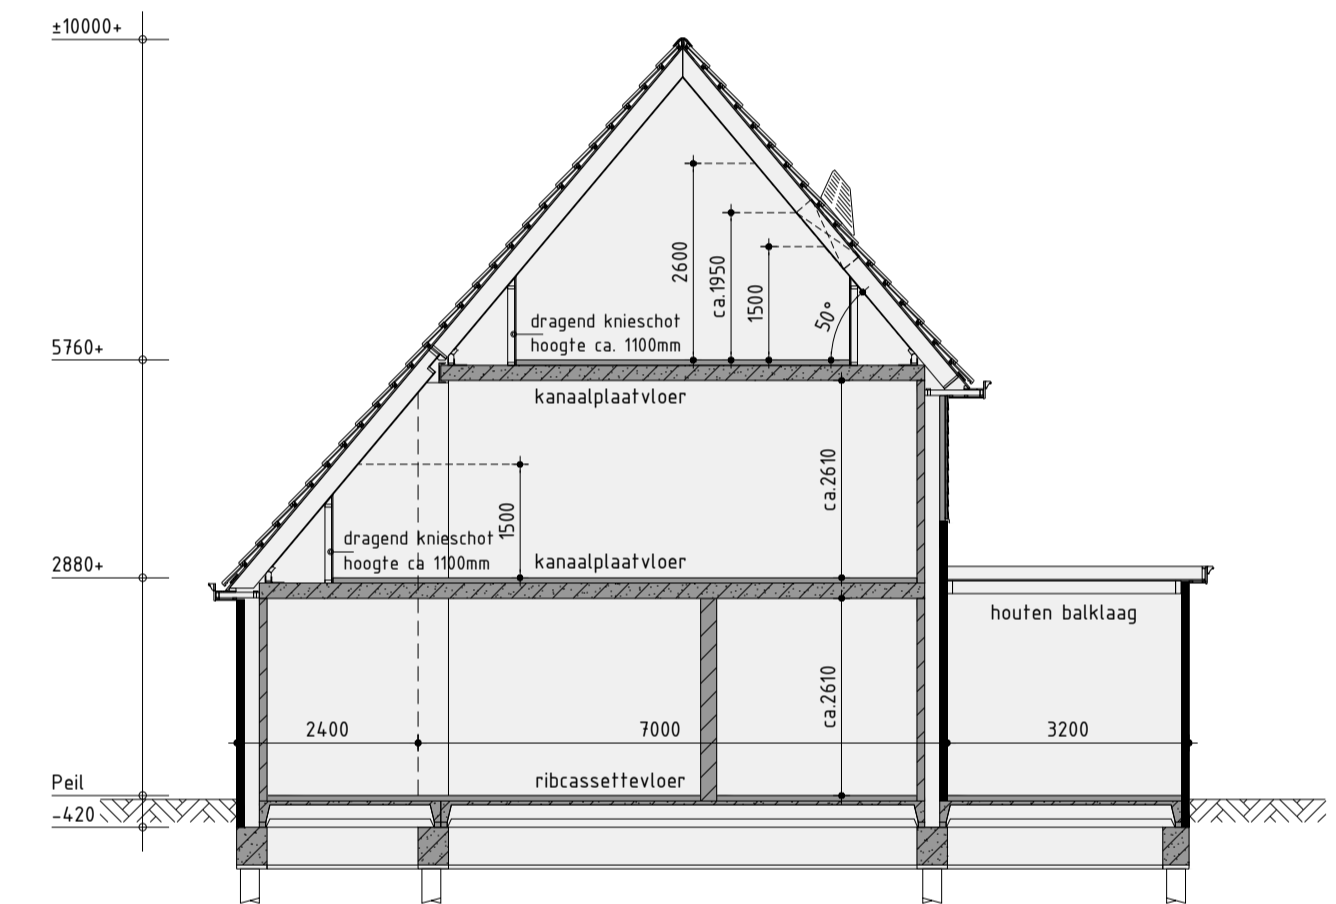 ±10000+
2600
ca.1950
1500
50°
dragend knieschot
hoogte ca. 1100mm
5760+
kanaalplaatvloer
ca.2610
1500
dragend knieschot
hoogte ca 1100mm
kanaalplaatvloer
2880+
houten balklaag
ca.2610
2400
7000
3200
Peil
ribcassettevloer
-420